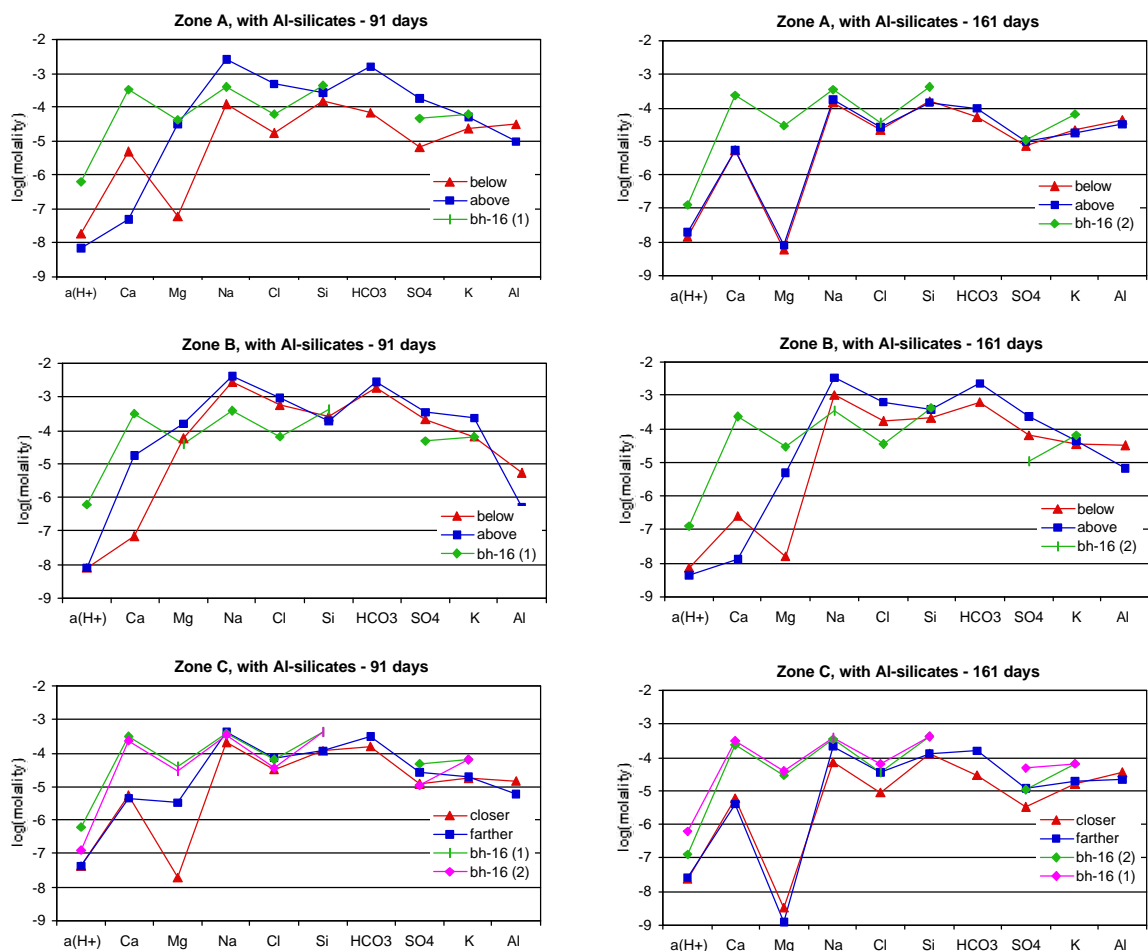 Zone A, with Al-silicates - 91 days
-2
-3
-4
-5
-6
-7
-8
-9
log(molality)
below
above
bh-16 (1)
a(H+) Ca Mg Na Cl Si HCO3 SO4 K Al
Zone A, with Al-silicates - 161 days
-2
-3
-4
-5
-6
-7
-8
-9
log(molality)
below
above
bh-16 (2)
a(H+) Ca Mg Na Cl Si HCO3 SO4 K Al
Zone B, with Al-silicates - 91 days
-2
-3
-4
-5
-6
-7
-8
-9
log(molality)
below
above
bh-16 (1)
a(H+) Ca Mg Na Cl Si HCO3 SO4 K Al
Zone B, with Al-silicates - 161 days
-2
-3
-4
-5
-6
-7
-8
-9
log(molality)
below
above
bh-16 (2)
a(H+) Ca Mg Na Cl Si HCO3 SO4 K Al
Zone C, with Al-silicates - 91 days
-2
-3
-4
-5
-6
-7
-8
-9
log(molality)
closer
farther
bh-16 (1)
bh-16 (2)
a(H+) Ca Mg Na Cl Si HCO3 SO4 K Al
Zone C, with Al-silicates - 161 days
-2
-3
-4
-5
-6
-7
-8
-9
log(molality)
closer
farther
bh-16 (2)
bh-16 (1)
a(H+) Ca Mg Na Cl Si HCO3 SO4 K Al